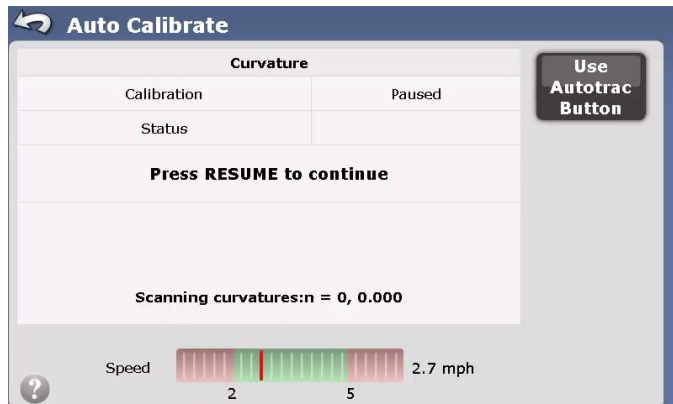 Auto Calibrate
Curvature
Calibration Paused
Status
Press RESUME to continue
Scanning curvatures:n = 0, 0.000
Use
Autotrac
Button
Speed 2.7 mph
2 5
?